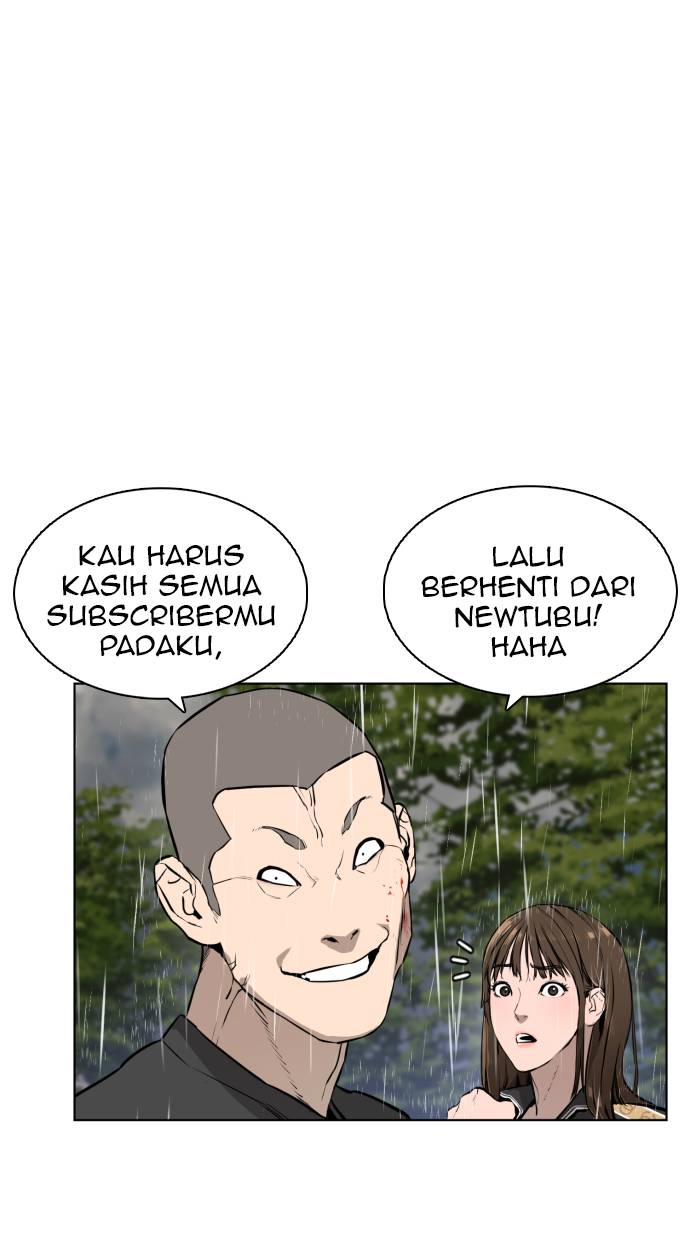 KAU HARUS
KASIH SEMUA
SUBSCRIBERMU
PADAKU,
LALU
BERHENTI DARI
NEWTUBU!
HAHA